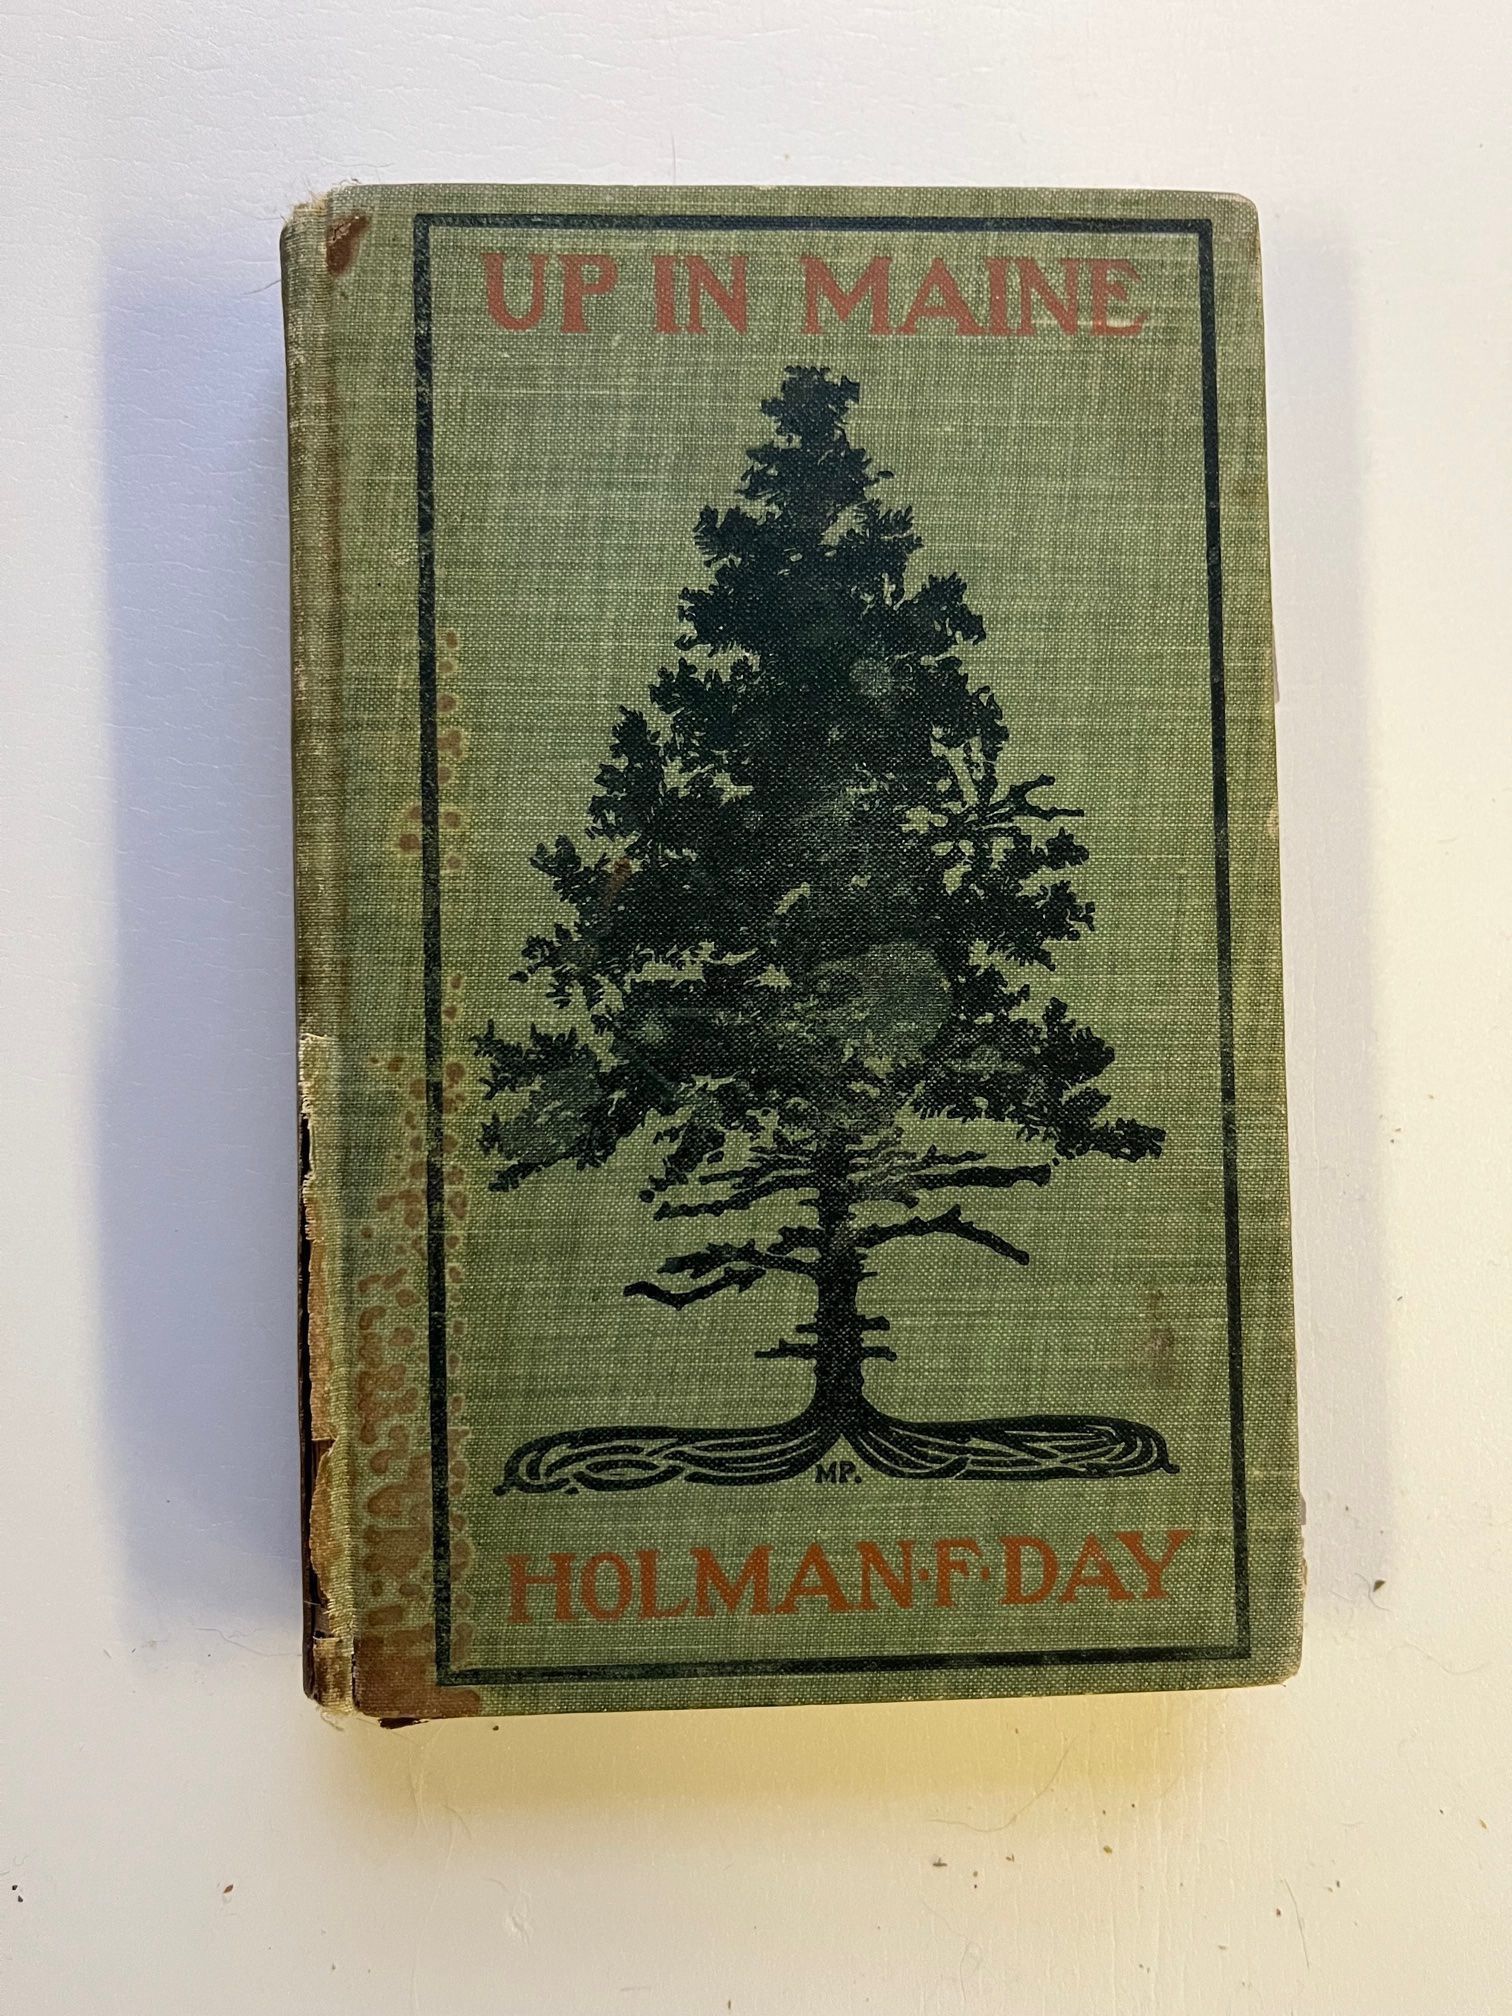 UP IN MAINE
MP.
HOLMAN·F·DAY